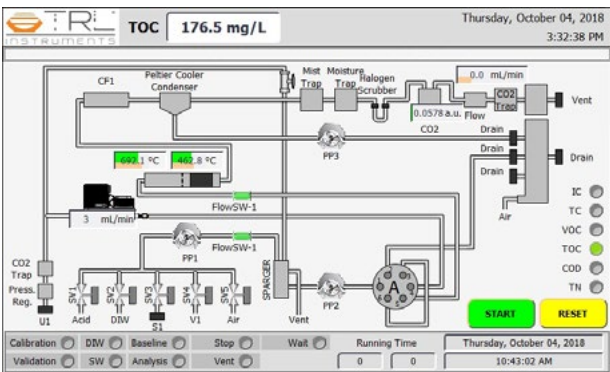 TRL
INSTRUMENTS
TOC 176.5 mg/L
Thursday, October 04, 2018
3:32:38 PM
CF1
Peltier Cooler
Condenser
Mist
Trap
Moisture
Trap
Halogen
Scrubber
0.0 mL/min
CO2
Trap
Vent
0.0578 a.u.
Flow
CO2
Drain
Drain
Drain
Drain
PP3
692.1 °C
462.8 °C
FlowSW-1
3 mL/min
FlowSW-1
Air
IC
TC
VOC
TOC
COD
TN
PP1
CO2
Trap
Press.
Reg.
U1
SV1
SV2
SV3
SV4
SV5
Acid
DIW
S1
V1
Air
SPARGER
Vent
PP2
A
START
RESET
Calibration DIW Baseline Stop Wait Running Time Thursday, October 04, 2018
Validation SW Analysis Vent 0 0 10:43:02 AM